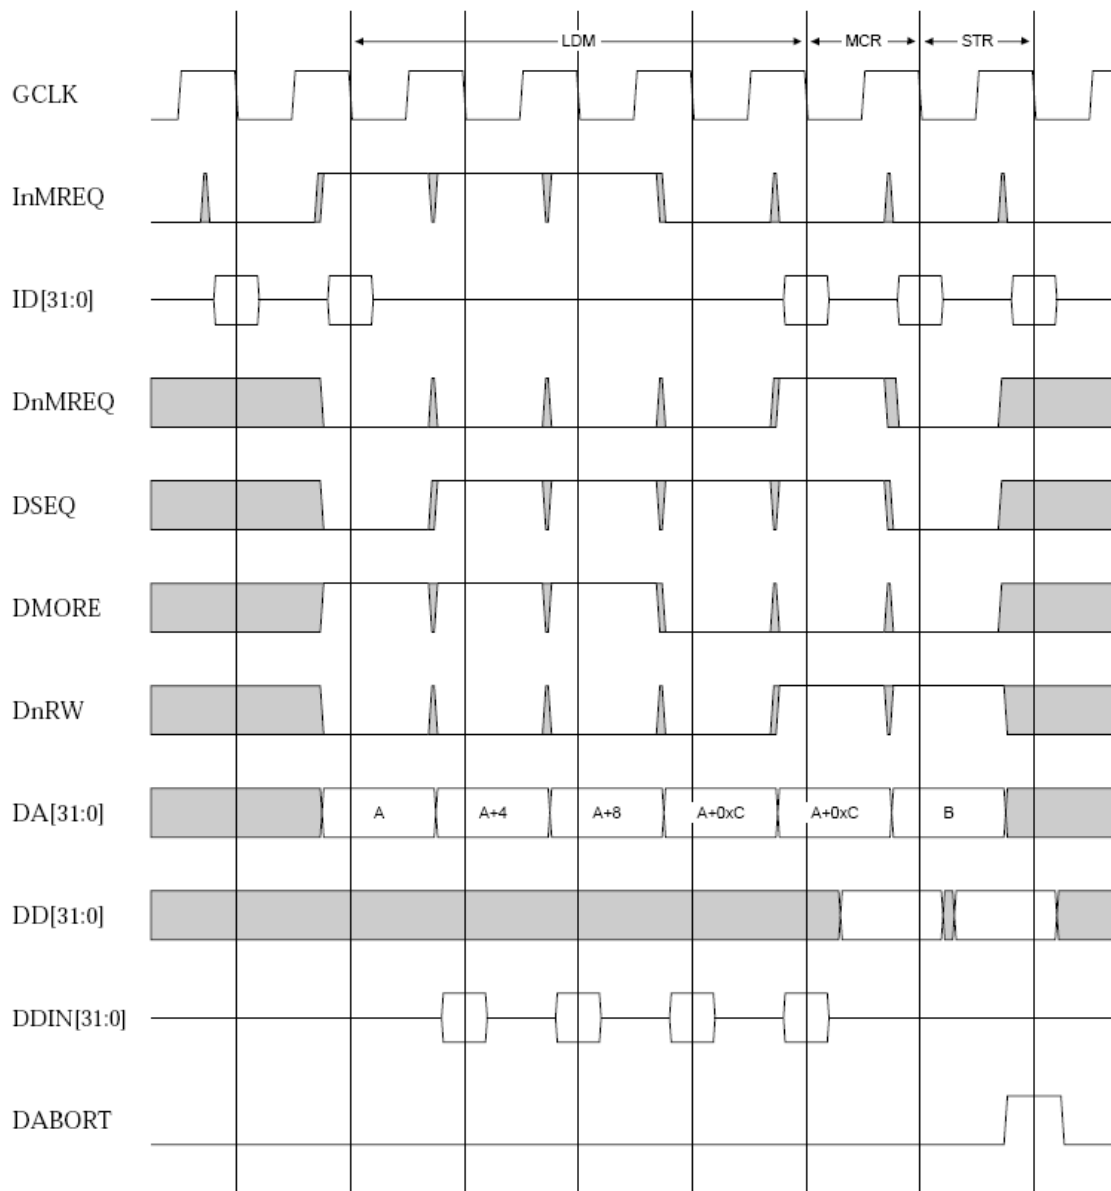 LDM MCR STR
GCLK
InMREQ
ID[31:0]
DnMREQ
DSEQ
DMORE
DnRW
DA[31:0] A A+4 A+8 A+0xC A+0xC B
DD[31:0]
DDIN[31:0]
DABORT